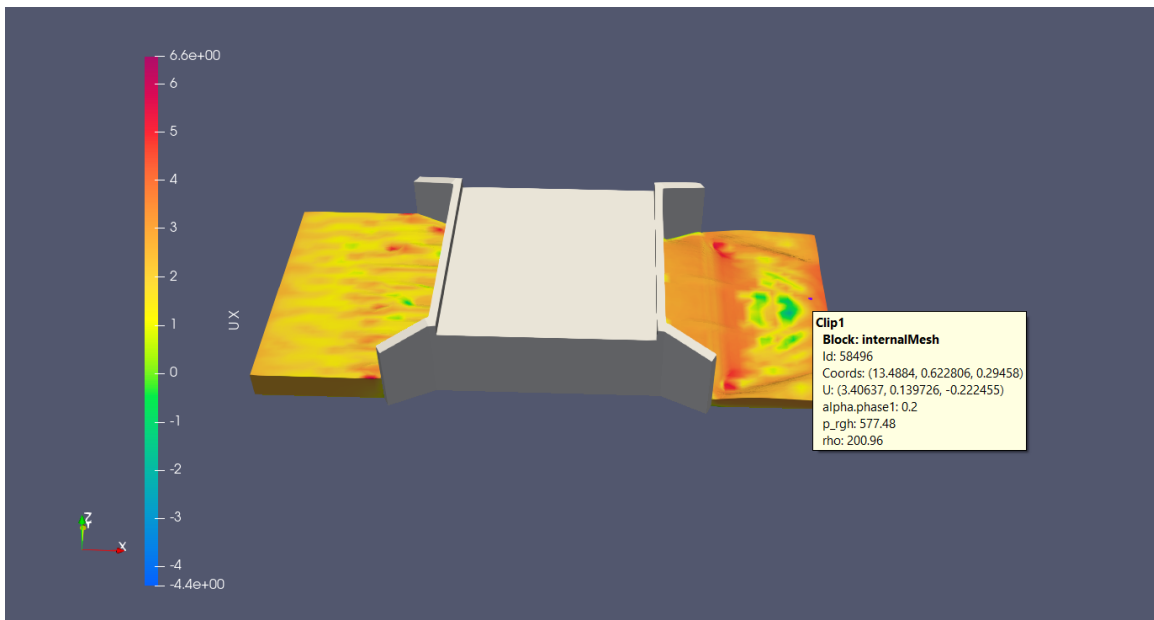 6.6e+00
6
5
4
3
2
1
0
-1
-2
-3
-4
-4.4e+00
U X
Clip1
Block: internalMesh
Id: 58496
Coords: (13.4884, 0.622806, 0.29458)
U: (3.40637, 0.139726, -0.222455)
alpha.phase1: 0.2
p_rgh: 577.48
rho: 200.96
Z
Y
X